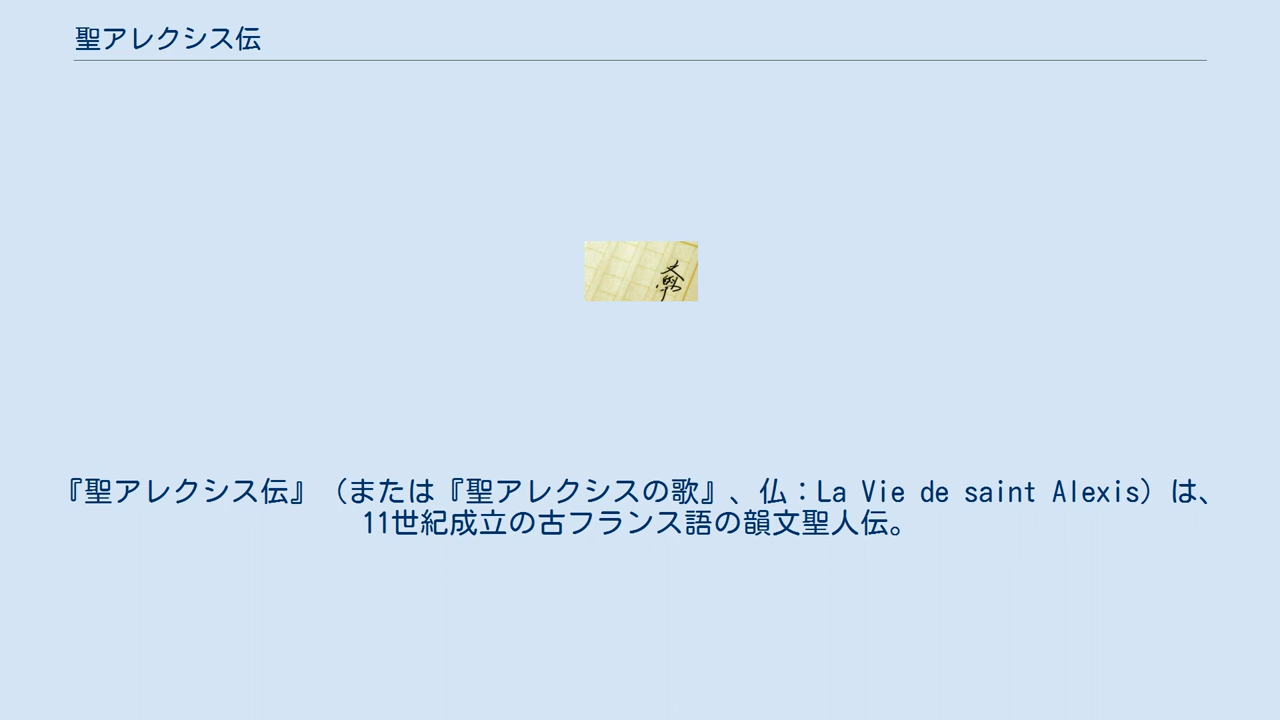 聖アレクシス伝
『聖アレクシス伝』（または『聖アレクシスの歌』、仏：La Vie de saint Alexis）は、
11世紀成立の古フランス語の韻文聖人伝。